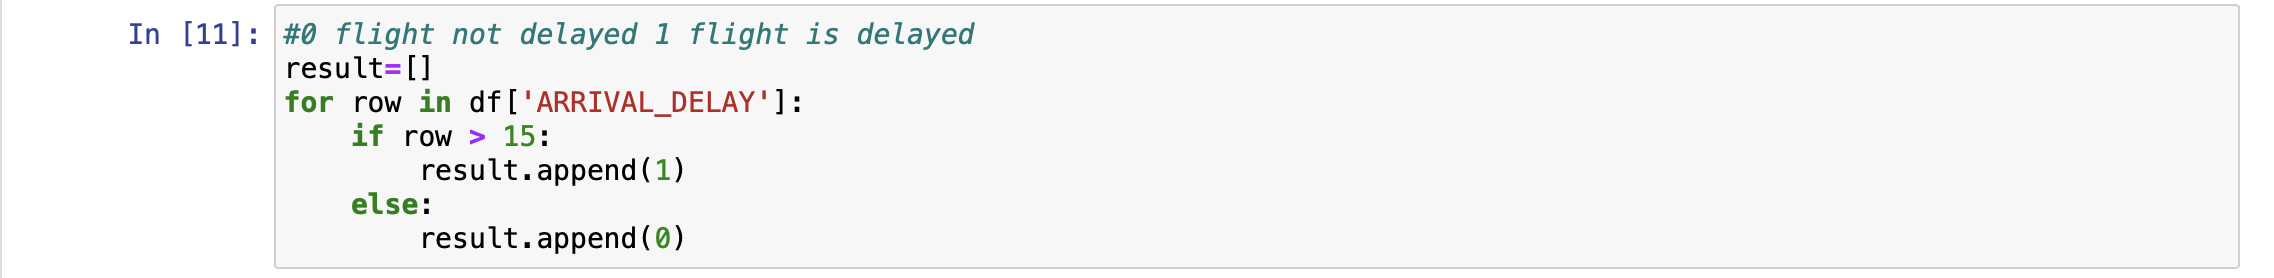 In [11]: #0 flight not delayed 1 flight is delayed
result=[]
for row in df['ARRIVAL_DELAY']:
    if row > 15:
        result.append(1)
    else:
        result.append(0)